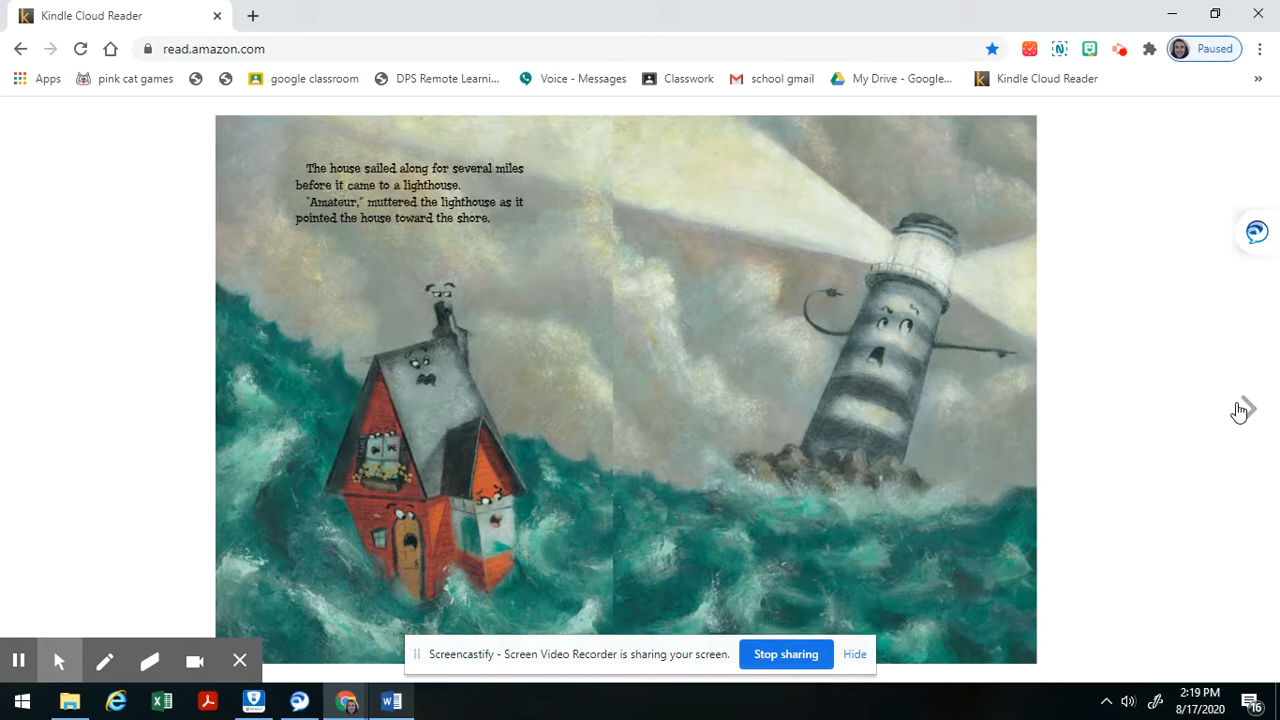 Kindle Cloud Reader
read.amazon.com
Paused
Apps
pink cat games
google classroom
DPS Remote Learni...
Voice - Messages
Classwork
school gmail
My Drive - Google...
Kindle Cloud Reader
The house sailed along for several miles
before it came to a lighthouse.
"Amateur," muttered the lighthouse as it
pointed the house toward the shore.
Screencastify - Screen Video Recorder is sharing your screen.
Stop sharing
Hide
2:19 PM
8/17/2020
16